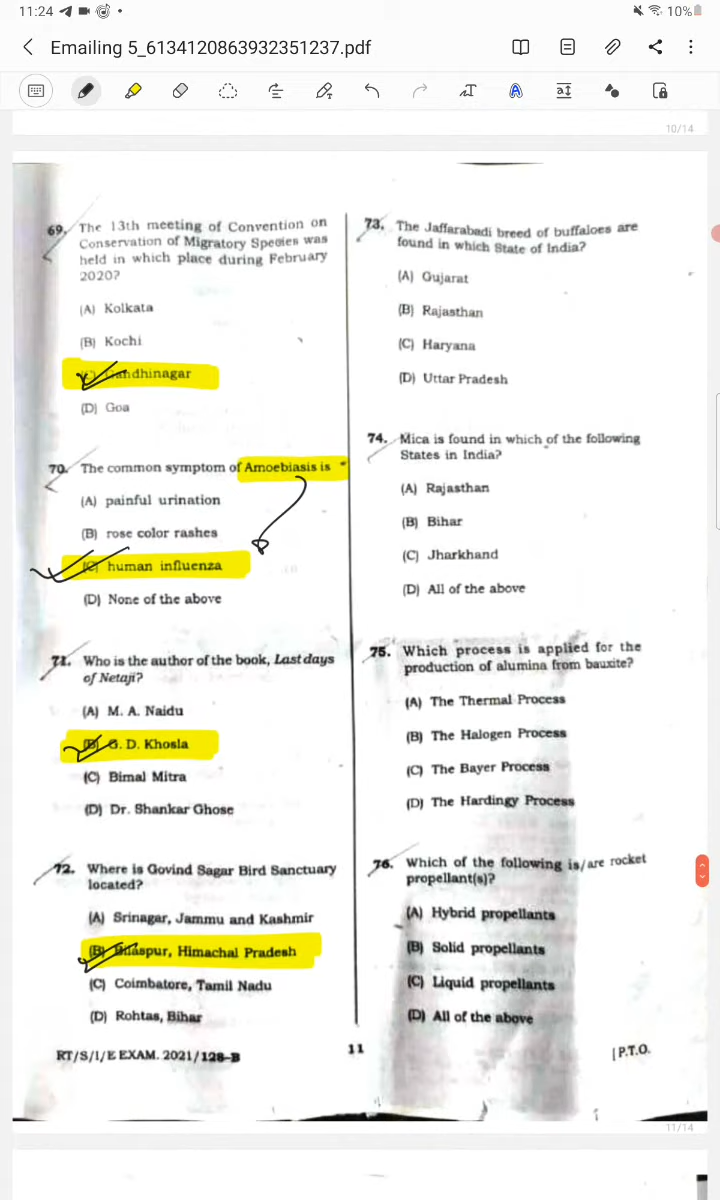 11:24
10%
Emailing 5_6134120863932351237.pdf
10/14
69. The 13th meeting of Convention on
Conservation of Migratory Species was
held in which place during February
2020?
(A) Kolkata
(B) Kochi
(C) Gandhinagar
(D) Goa
70. The common symptom of Amoebiasis is
(A) painful urination
(B) rose color rashes
(C) human influenza
(D) None of the above
71. Who is the author of the book, Last days
of Netaji?
(A) M. A. Naidu
(B) G. D. Khosla
(C) Bimal Mitra
(D) Dr. Shankar Ghose
72. Where is Govind Sagar Bird Sanctuary
located?
(A) Srinagar, Jammu and Kashmir
(B) Bilaspur, Himachal Pradesh
(C) Coimbatore, Tamil Nadu
(D) Rohtas, Bihar
73. The Jaffarabadi breed of buffaloes are
found in which State of India?
(A) Gujarat
(B) Rajasthan
(C) Haryana
(D) Uttar Pradesh
74. Mica is found in which of the following
States in India?
(A) Rajasthan
(B) Bihar
(C) Jharkhand
(D) All of the above
75. Which process is applied for the
production of alumina from bauxite?
(A) The Thermal Process
(B) The Halogen Process
(C) The Bayer Process
(D) The Hardingy Process
76. Which of the following is/are rocket
propellant(s)?
(A) Hybrid propellants
(B) Solid propellants
(C) Liquid propellants
(D) All of the above
RT/S/I/E EXAM. 2021/128-B
11
[P.T.O.
11/14